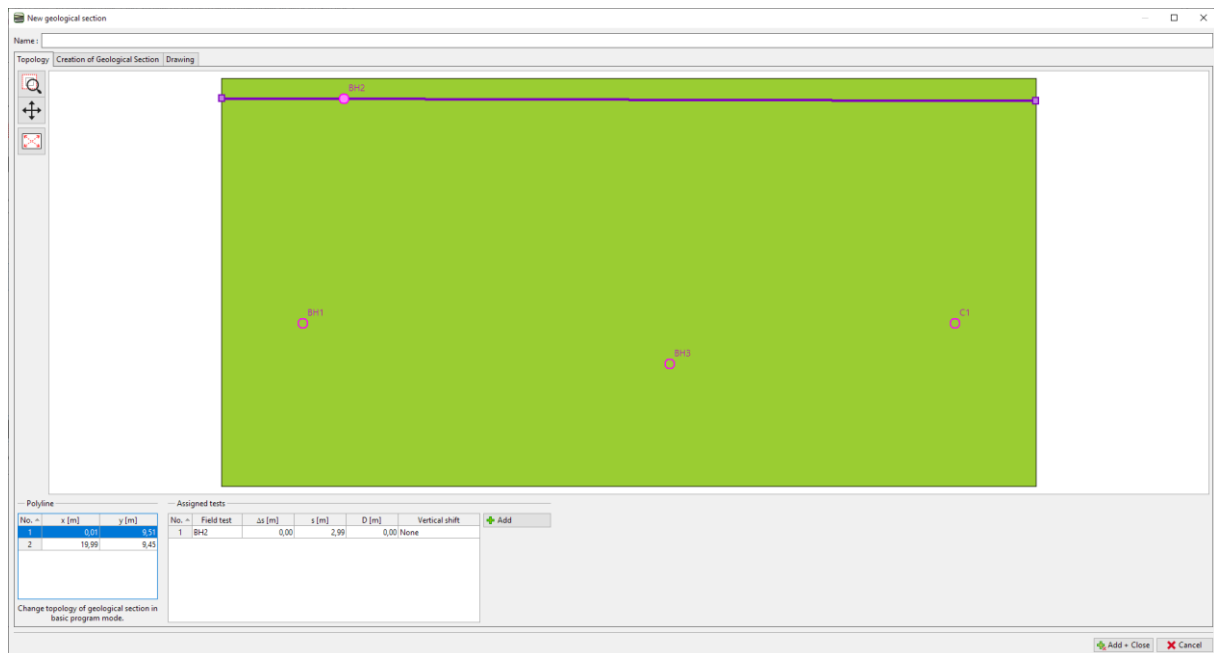 New geological section
Name :
Topology Creation of Geological Section Drawing
BH2
BH1
C1
BH3
Polyline
Assigned tests
No. x [m] y [m]
1 0,01 9,51
2 19,99 9,45
No. Field test Δs [m] s [m] D [m] Vertical shift
1 BH2 0,00 2,99 0,00 None
Add
Change topology of geological section in
basic program mode.
Add + Close Cancel